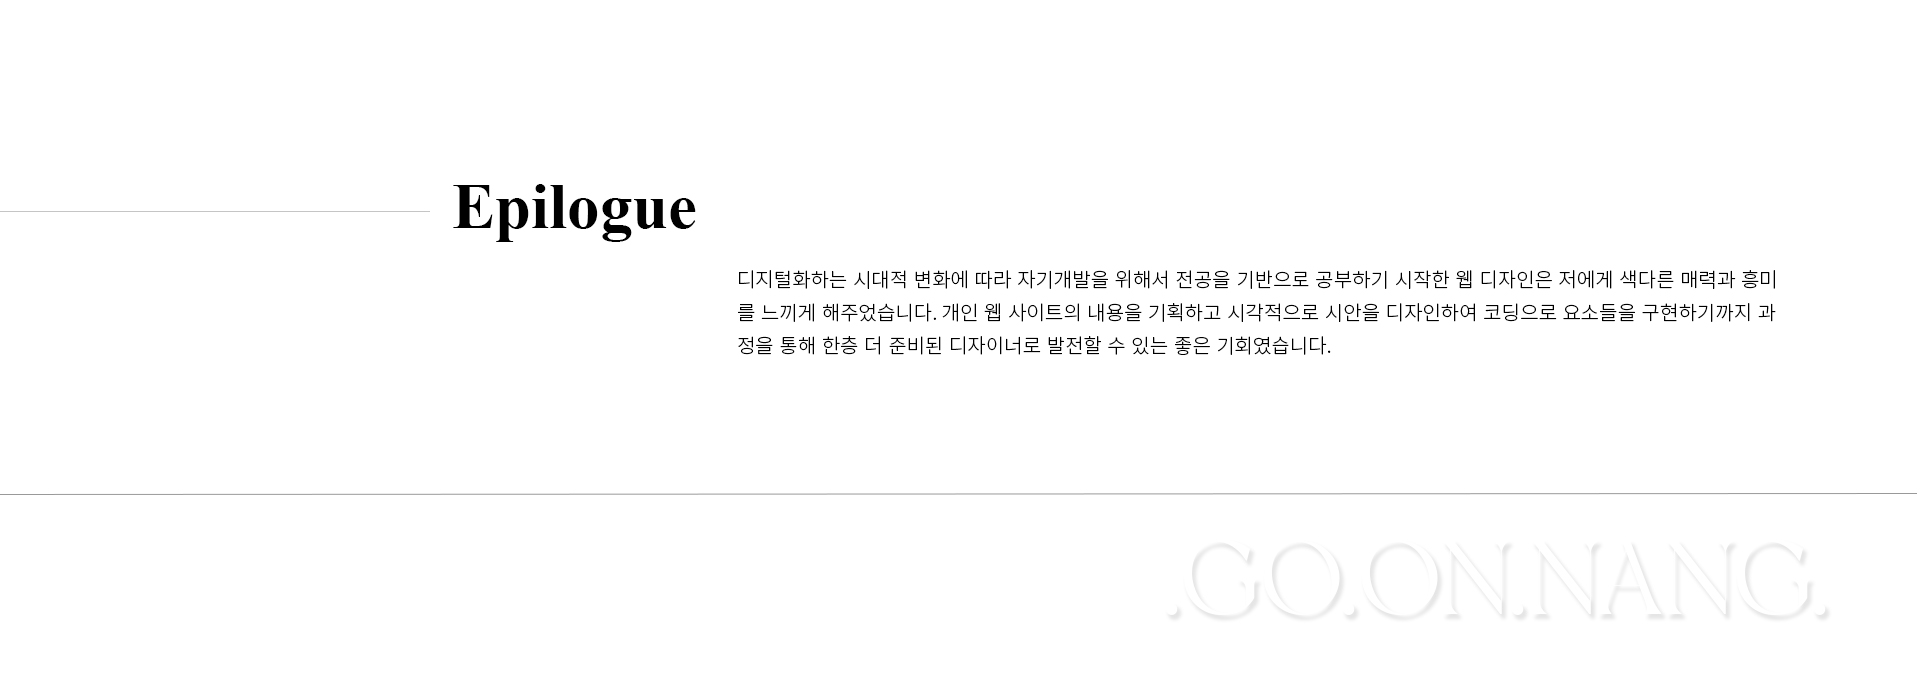 Epilogue
디지털화하는 시대적 변화에 따라 자기개발을 위해서 전공을 기반으로 공부하기 시작한 웹 디자인은 저에게 색다른 매력과 흥미
를 느끼게 해주었습니다. 개인 웹 사이트의 내용을 기획하고 시각적으로 시안을 디자인하여 코딩으로 요소들을 구현하기까지 과
정을 통해 한층 더 준비된 디자이너로 발전할 수 있는 좋은 기회였습니다.
.GO.ON.NANG.